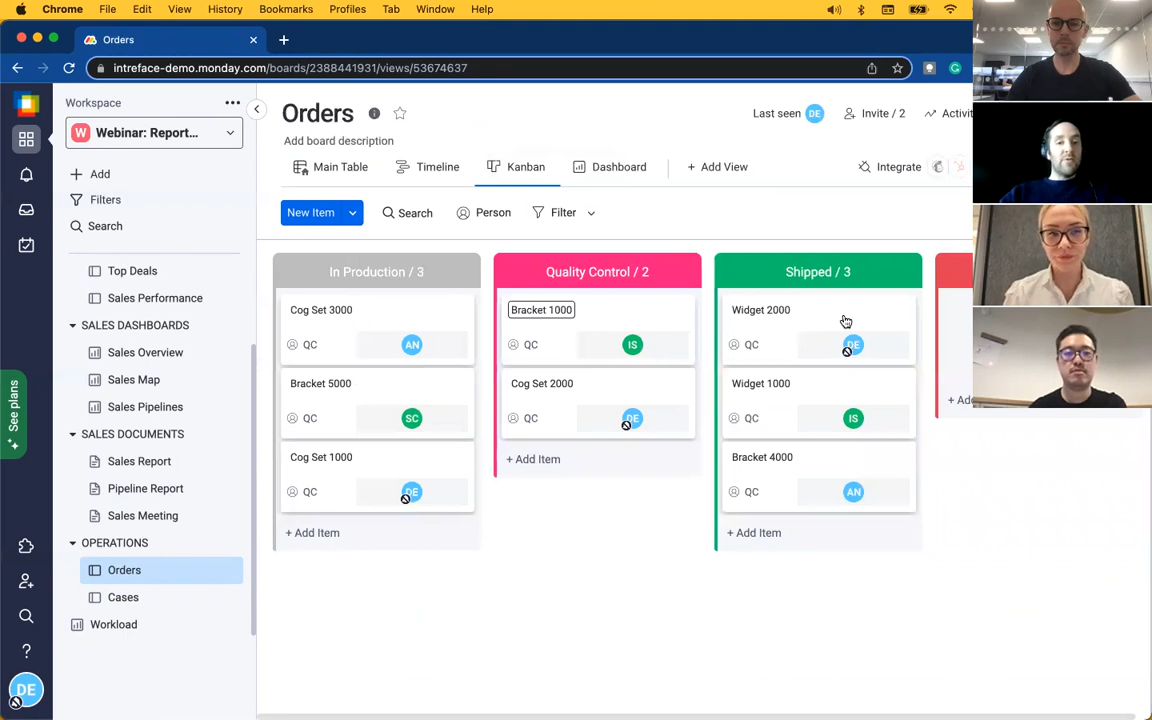 Chrome File Edit View History Bookmarks Profiles Tab Window Help
Orders
intreface-demo.monday.com/boards/2388441931/views/53674637
Workspace
W Webinar: Report...
Add
Filters
Search
Top Deals
Sales Performance
SALES DASHBOARDS
Sales Overview
Sales Map
Sales Pipelines
SALES DOCUMENTS
Sales Report
Pipeline Report
Sales Meeting
OPERATIONS
Orders
Cases
Workload
See plans
?
DE
Orders
Last seen DE Invite / 2 Activit
Add board description
Main Table Timeline Kanban Dashboard + Add View Integrate
New Item Search Person Filter
In Production / 3
Cog Set 3000
QC AN
Bracket 5000
QC SC
Cog Set 1000
QC DE
+ Add Item
Quality Control / 2
Bracket 1000
QC IS
Cog Set 2000
QC DE
+ Add Item
Shipped / 3
Widget 2000
QC DE
Widget 1000
QC IS
Bracket 4000
QC AN
+ Add Item
+ Add